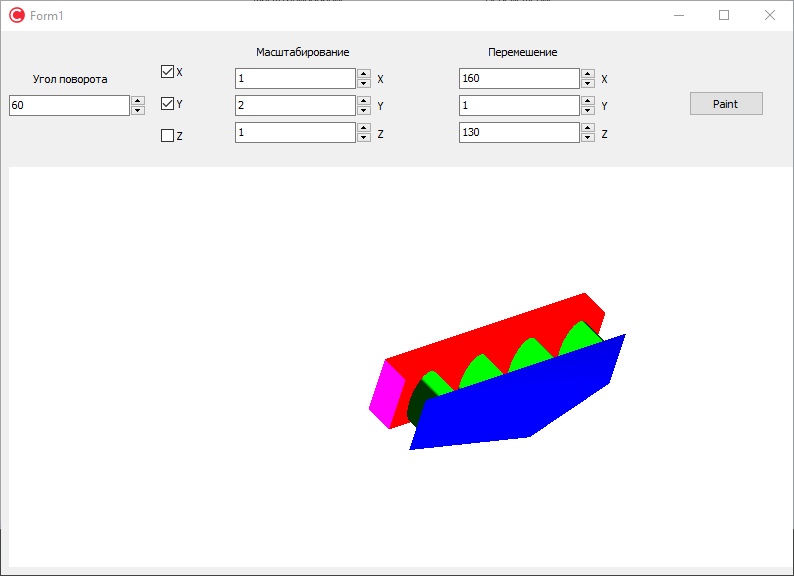 Form1
Масштабирование
Перемешение
Угол поворота
X
1
X
160
X
60
Y
2
Y
1
Y
Paint
Z
1
Z
130
Z